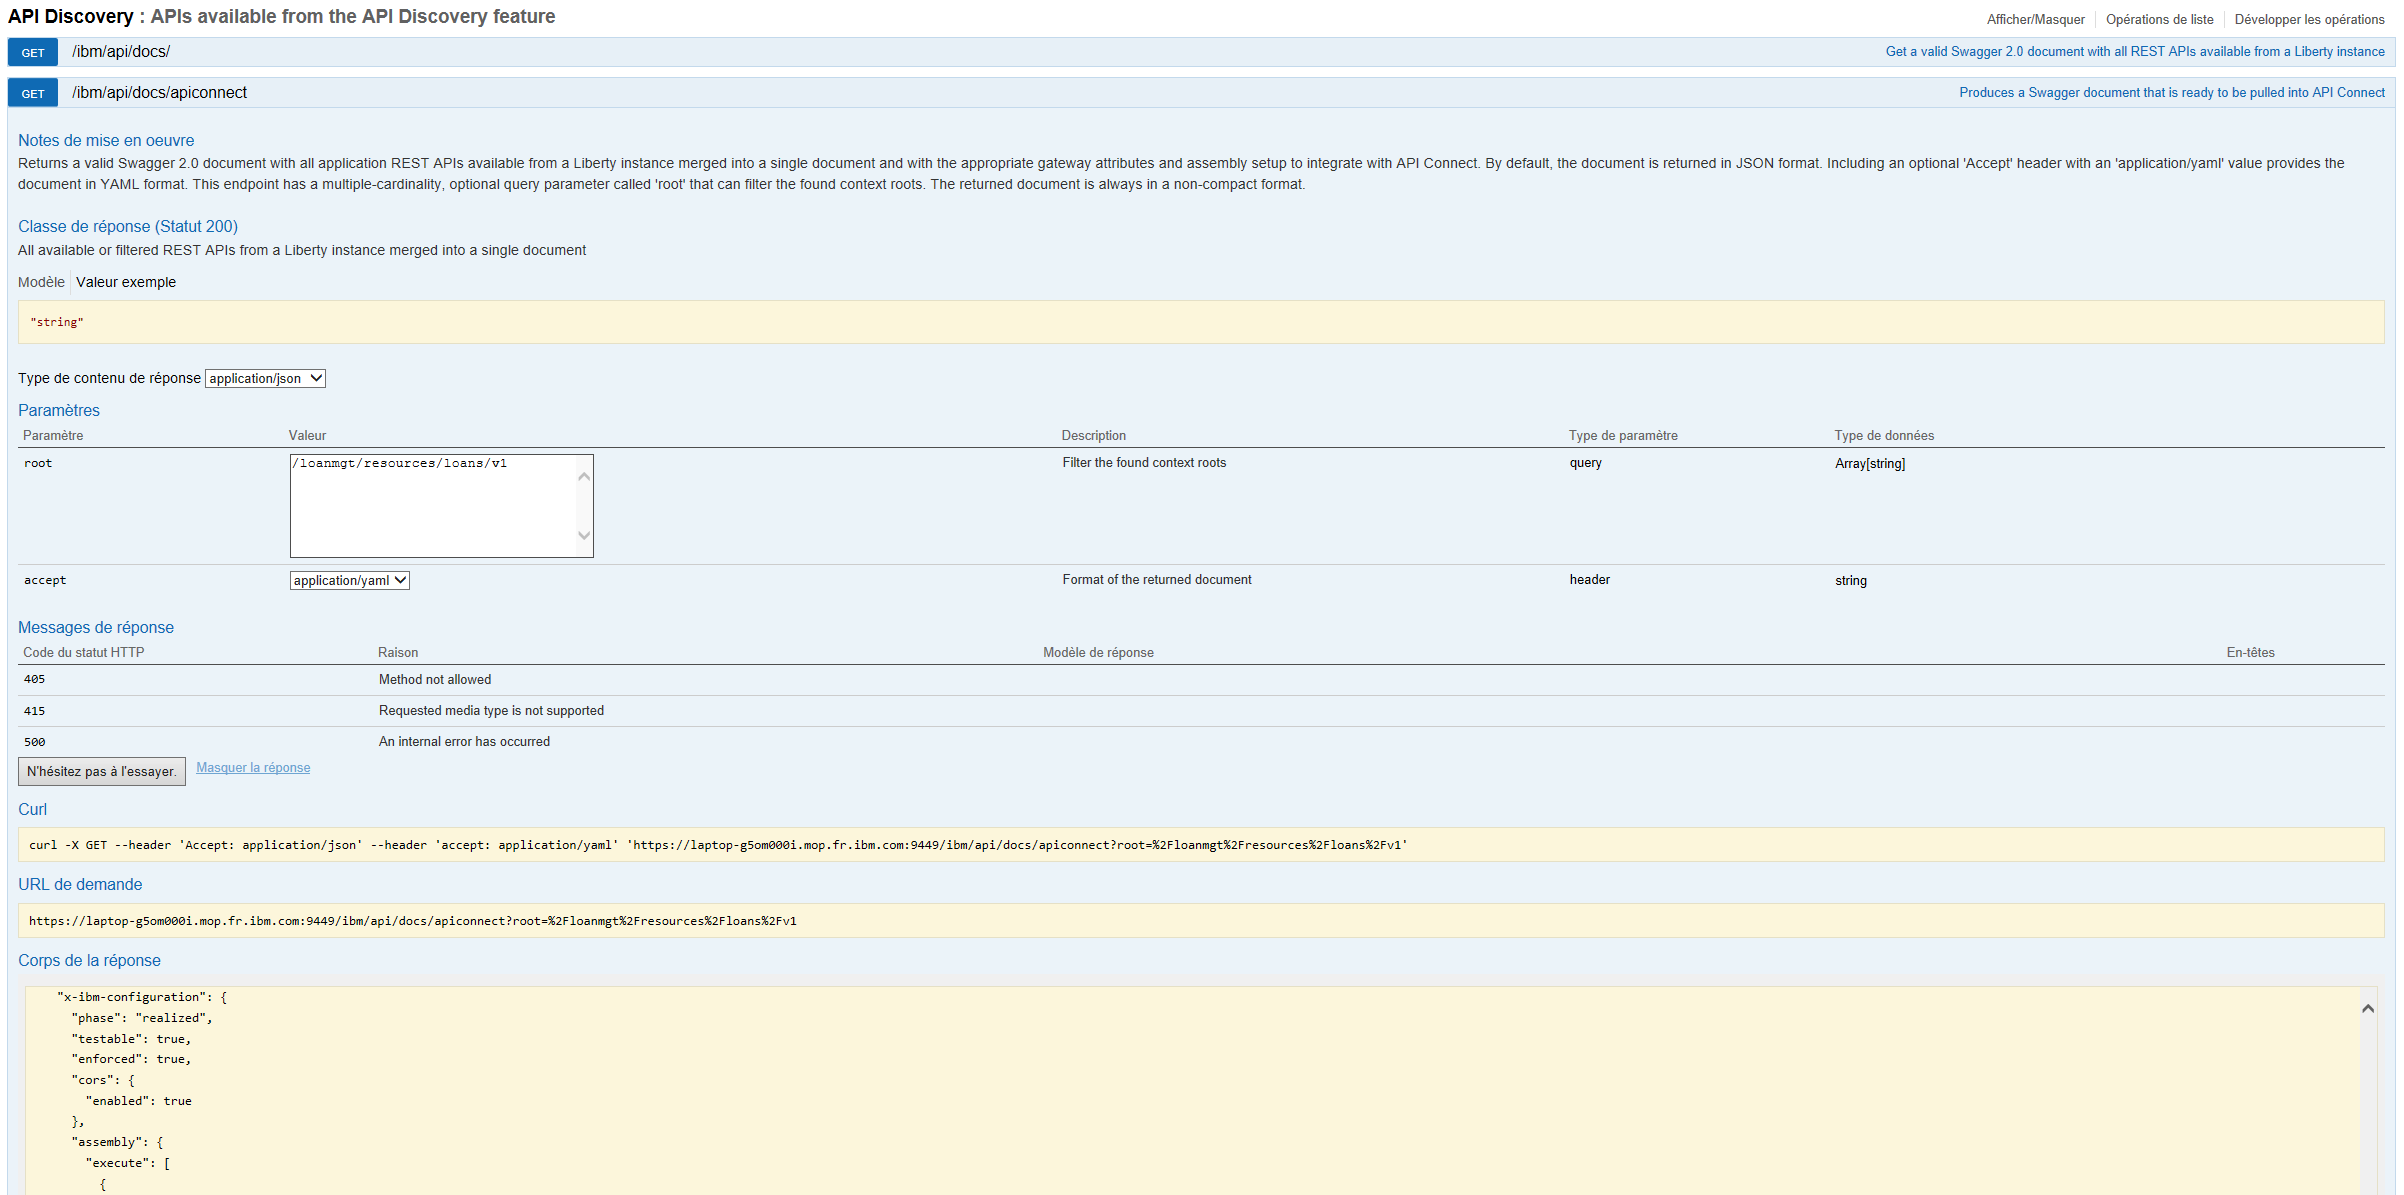 API Discovery : APIs available from the API Discovery feature
Afficher/Masquer
Opérations de liste
Développer les opérations
GET
/ibm/api/docs/
Get a valid Swagger 2.0 document with all REST APIs available from a Liberty instance
GET
/ibm/api/docs/apiconnect
Produces a Swagger document that is ready to be pulled into API Connect
Notes de mise en oeuvre
Returns a valid Swagger 2.0 document with all application REST APIs available from a Liberty instance merged into a single document and with the appropriate gateway attributes and assembly setup to integrate with API Connect. By default, the document is returned in JSON format. Including an optional 'Accept' header with an 'application/yaml' value provides the
document in YAML format. This endpoint has a multiple-cardinality, optional query parameter called 'root' that can filter the found context roots. The returned document is always in a non-compact format.
Classe de réponse (Statut 200)
All available or filtered REST APIs from a Liberty instance merged into a single document
Modèle
Valeur exemple
"string"
Type de contenu de réponse application/json
Paramètres
Paramètre Valeur Description Type de paramètre Type de données
root /loanmgt/resources/loans/v1 Filter the found context roots query Array[string]
accept application/yaml Format of the returned document header string
Messages de réponse
Code du statut HTTP Raison Modèle de réponse En-têtes
405 Method not allowed
415 Requested media type is not supported
500 An internal error has occurred
N'hésitez pas à l'essayer. Masquer la réponse
Curl
curl -X GET --header 'Accept: application/json' --header 'accept: application/yaml' 'https://laptop-g5om000i.mop.fr.ibm.com:9449/ibm/api/docs/apiconnect?root=%2Floanmgt%2Fresources%2Floans%2Fv1'
URL de demande
https://laptop-g5om000i.mop.fr.ibm.com:9449/ibm/api/docs/apiconnect?root=%2Floanmgt%2Fresources%2Floans%2Fv1
Corps de la réponse
"x-ibm-configuration": {
"phase": "realized",
"testable": true,
"enforced": true,
"cors": {
"enabled": true
},
"assembly": {
"execute": [
{